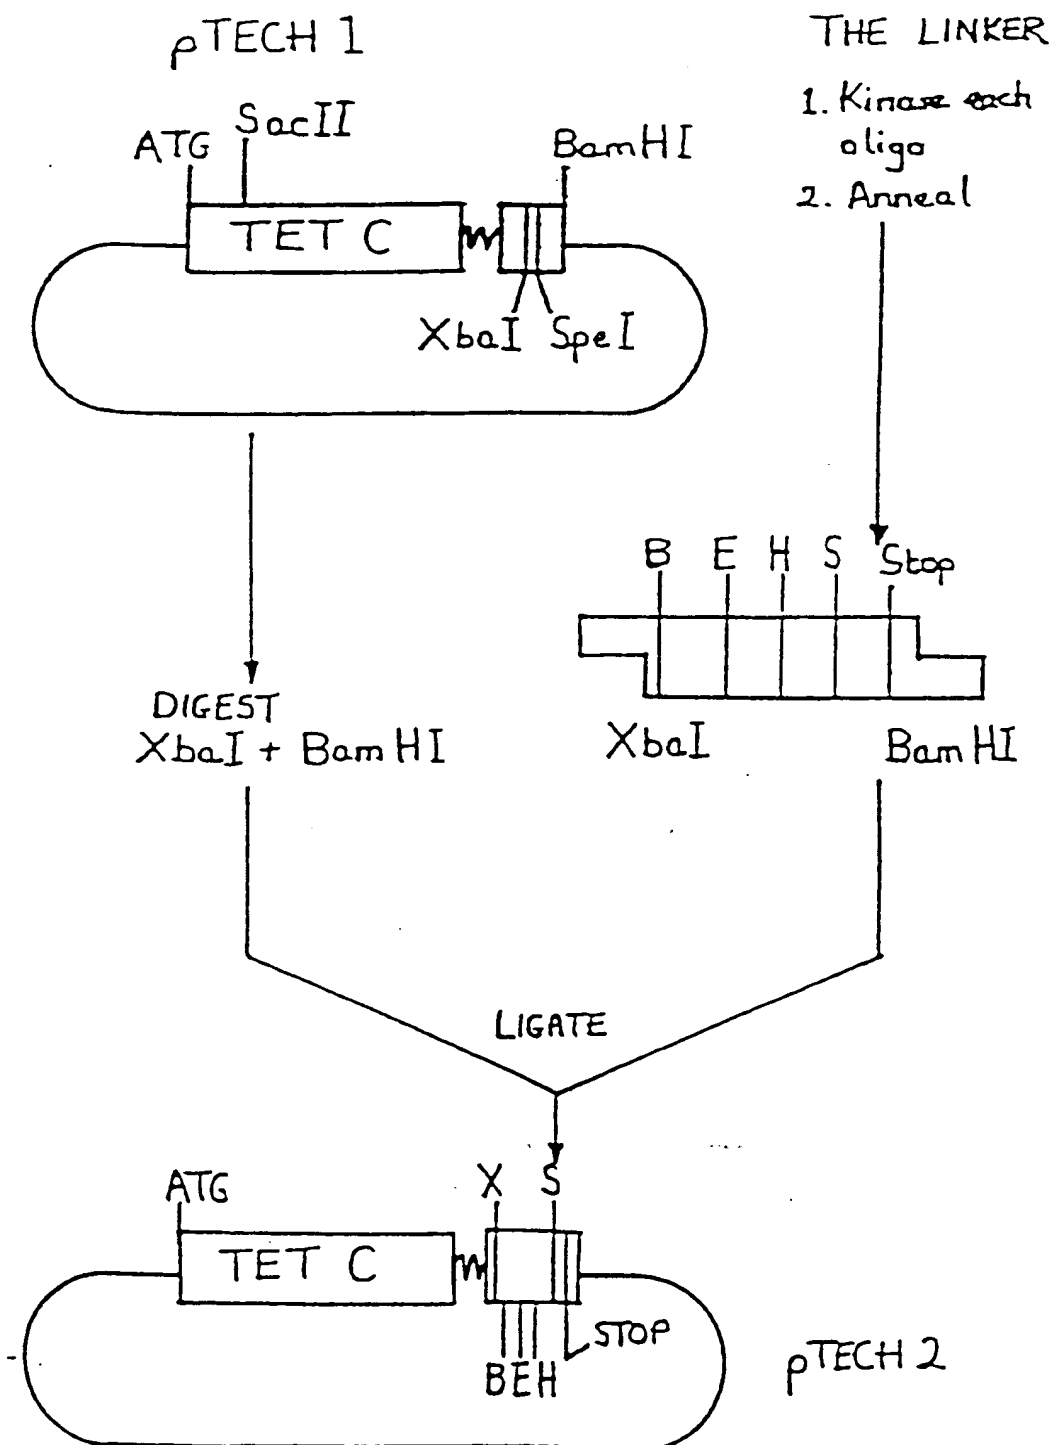 pTECH 1
ATG
SacII
BamHI
TET C
XbaI
SpeI
THE LINKER
1. Kinase each
oligo
2. Anneal
B E H S Stop
XbaI
BamHI
DIGEST
XbaI + BamHI
LIGATE
ATG
X
S
TET C
BEH
STOP
pTECH 2